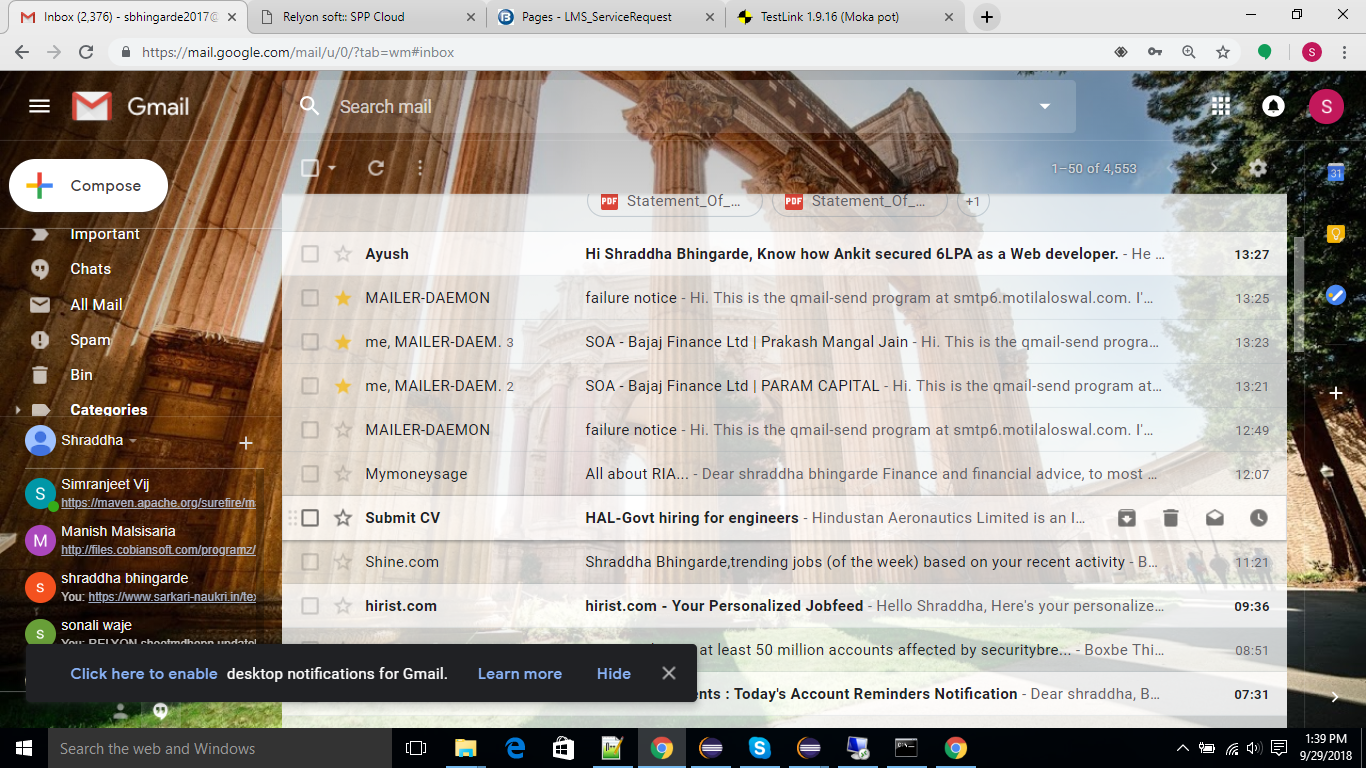 Inbox (2,376) - sbhingarde2017@
Relyon soft:: SPP Cloud
Pages - LMS_ServiceRequest
TestLink 1.9.16 (Moka pot)
https://mail.google.com/mail/u/0/?tab=wm#inbox
S
Gmail
Search mail
S
Compose
1–50 of 4,553
31
Important
Chats
All Mail
Spam
Bin
Categories
Shraddha
S
Simranjeet Vij
https://maven.apache.org/surefire/m
M
Manish Malsisaria
http://files.cobiansoft.com/programz/
s
shraddha bhingarde
You: https://www.sarkari-naukri.in/te
s
sonali waje
PDF Statement_Of_...
PDF Statement_Of_...
+1
Ayush Hi Shraddha Bhingarde, Know how Ankit secured 6LPA as a Web developer. - He ... 13:27
MAILER-DAEMON failure notice - Hi. This is the qmail-send program at smtp6.motilaloswal.com. I'... 13:25
me, MAILER-DAEM. 3 SOA - Bajaj Finance Ltd | Prakash Mangal Jain - Hi. This is the qmail-send progra... 13:23
me, MAILER-DAEM. 2 SOA - Bajaj Finance Ltd | PARAM CAPITAL - Hi. This is the qmail-send program at... 13:21
MAILER-DAEMON failure notice - Hi. This is the qmail-send program at smtp6.motilaloswal.com. I'... 12:49
Mymoneysage All about RIA... - Dear shraddha bhingarde Finance and financial advice, to most ... 12:07
Submit CV HAL-Govt hiring for engineers - Hindustan Aeronautics Limited is an I...
Shine.com Shraddha Bhingarde,trending jobs (of the week) based on your recent activity - B... 11:21
hirist.com hirist.com - Your Personalized Jobfeed - Hello Shraddha, Here's your personalize... 09:36
at least 50 million accounts affected by securitybre... - Boxbe Thi... 08:51
ents : Today's Account Reminders Notification - Dear shraddha, B... 07:31
Click here to enable desktop notifications for Gmail. Learn more Hide
Search the web and Windows
1:39 PM
9/29/2018